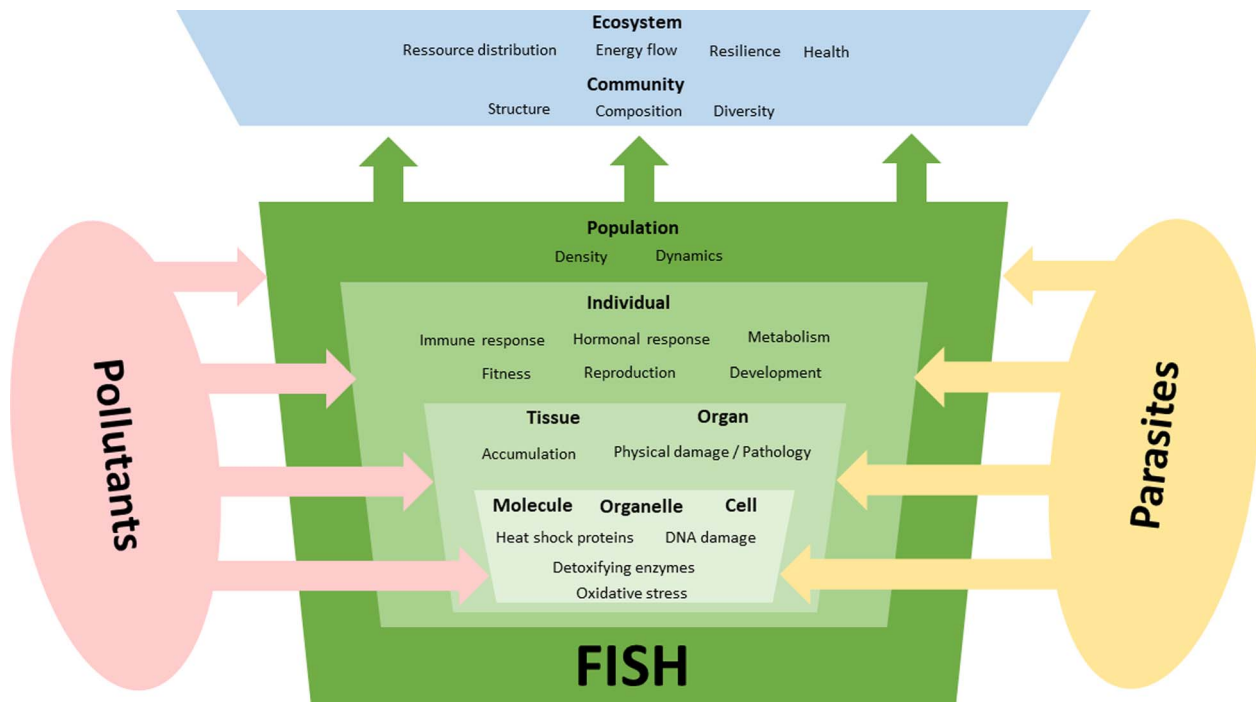 Ecosystem
Ressource distribution Energy flow Resilience Health
Community
Structure Composition Diversity
Population
Density Dynamics
Individual
Immune response Hormonal response Metabolism
Fitness Reproduction Development
Tissue Organ
Accumulation Physical damage / Pathology
Molecule Organelle Cell
Heat shock proteins DNA damage
Detoxifying enzymes
Oxidative stress
FISH
Pollutants
Parasites